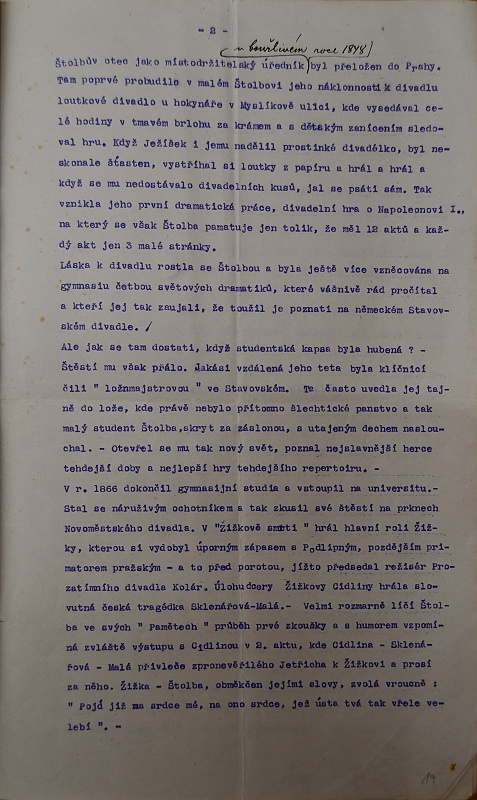 - 2 -
(v bouřlivém roce 1848)
Štolbův otec jako místodržitelský úředník byl přeložen do Prahy.
Tam poprvé probudilo v malém Štolbovi jeho náklonnosti k divadlu
loutkové divadlo u hokynáře v Myslíkově ulici, kde vysedával ce-
lé hodiny v tmavém brlohu za krámem a s dětským zanícením sledo-
val hru. Když Ježíšek i jemu nadělil prostinké divadélko, byl ne-
skonale šťasten, vystříhal si loutky z papíru a hrál a hrál a
když se mu nedostávalo divadelních kusů, jal se psáti sám. Tak
vznikla jeho první dramatická práce, divadelní hra o Napoleonovi I.,
na který se však Štolba pamatuje jen tolik, že měl 12 aktů a kaž-
dý akt jen 3 malé stránky.
Láska k divadlu rostla se Štolbou a byla ještě více vzněcována na
gymnasiu četbou světových dramatiků, které vášnivě rád pročítal
a kteří jej tak zaujali, že toužil je poznati na německém Stavov-
ském divadle. /
Ale jak se tam dostati, když studentská kapsa byla hubená ? -
Štěstí mu však přálo. Jakási vzdálená jeho teta byla klíčnicí
čili " ložnmajstrovou " ve Stavovském. Ta často uvedla jej taj-
ně do lože, kde právě nebylo přítomno šlechtické panstvo a tak
malý student Štolba,skryt za záslonou, s utajeným dechem naslou-
chal. - Otevřel se mu tak nový svět, poznal nejslavnější herce
tehdejší doby a nejlepší hry tehdejšího repertoiru. -
V r. 1866 dokončil gymnasijní studia a vstoupil na universitu.-
Stal se náruživým ochotníkem a tak zkusil své štěstí na prknech
Novoměstského divadla. V "Žižkově smrti " hrál hlavní roli Žiž-
ky, kterou si vydobyl úporným zápasem s Podlipným, pozdějším pri-
matorem pražským - a to před porotou, jížto předsedal režisér Pro-
zatímního divadla Kolár. Úlohudcery Žižkovy Cidliny hrála slo-
vutná česká tragédka Sklenářová-Malá.- Velmi rozmarně líčí Štol-
ba ve svých " Pamětech " průběh prvé zkoušky a s humorem vzpomí-
ná zvláště výstupu s Cidlinou v 2. aktu, kde Cidlina - Sklená-
řová - Malá přivleče zpronevěřilého Jetřicha k Žižkovi a prosí
za něho. Žižka - Štolba, obměkčen jejími slovy, zvolá vroucně :
" Pojď již na srdce mé, na ono srdce, jež ústa tvá tak vřele ve-
lebí ". -
19